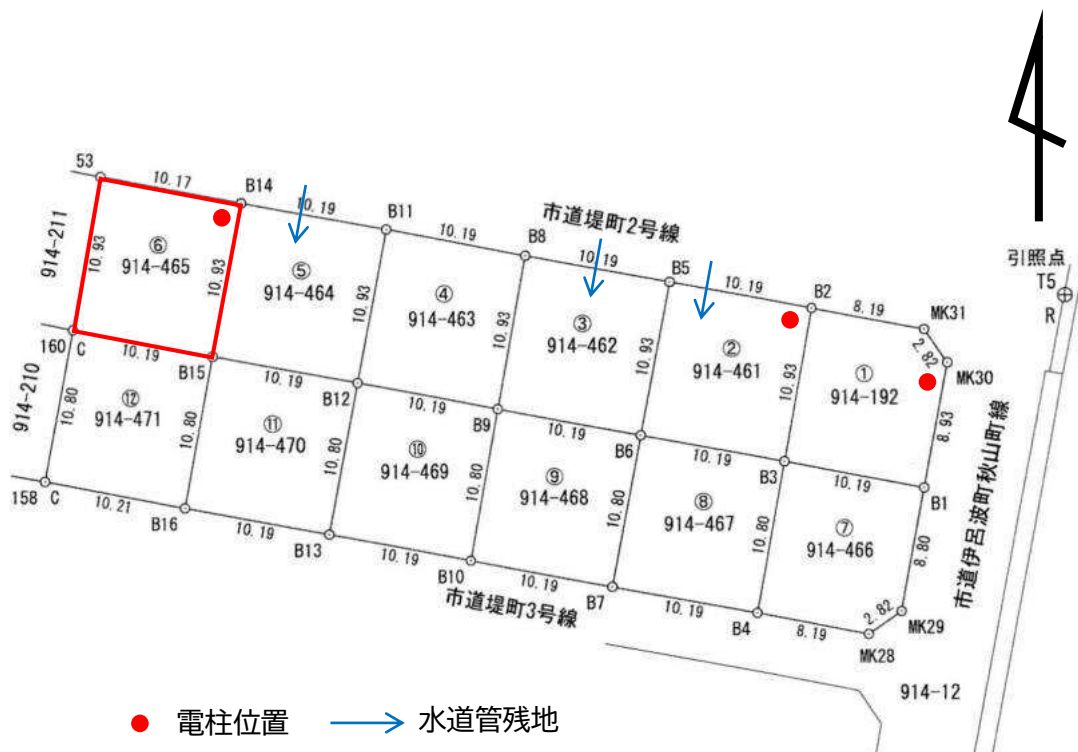 53
10.17
B14
10.19
B11
10.19
市道堤町2号線
B8
10.19
B5
10.19
B2
8.19
MK31
2.82
MK30
引照点
T5
R
914-211
10.93
⑥
914-465
10.93
⑤
914-464
10.93
④
914-463
10.93
③
914-462
10.93
②
914-461
10.93
①
914-192
8.93
160
C
10.19
B15
10.19
B12
10.19
B9
10.19
B6
10.19
B3
10.19
B1
914-210
10.80
⑫
914-471
10.80
⑪
914-470
10.80
⑩
914-469
10.80
⑨
914-468
10.80
⑧
914-467
10.80
⑦
914-466
8.80
市道伊呂波町秋山町線
158
C
10.21
B16
10.19
B13
10.19
B10
10.19
B7
10.19
B4
8.19
MK28
2.82
MK29
市道堤町3号線
914-12
電柱位置
水道管残地